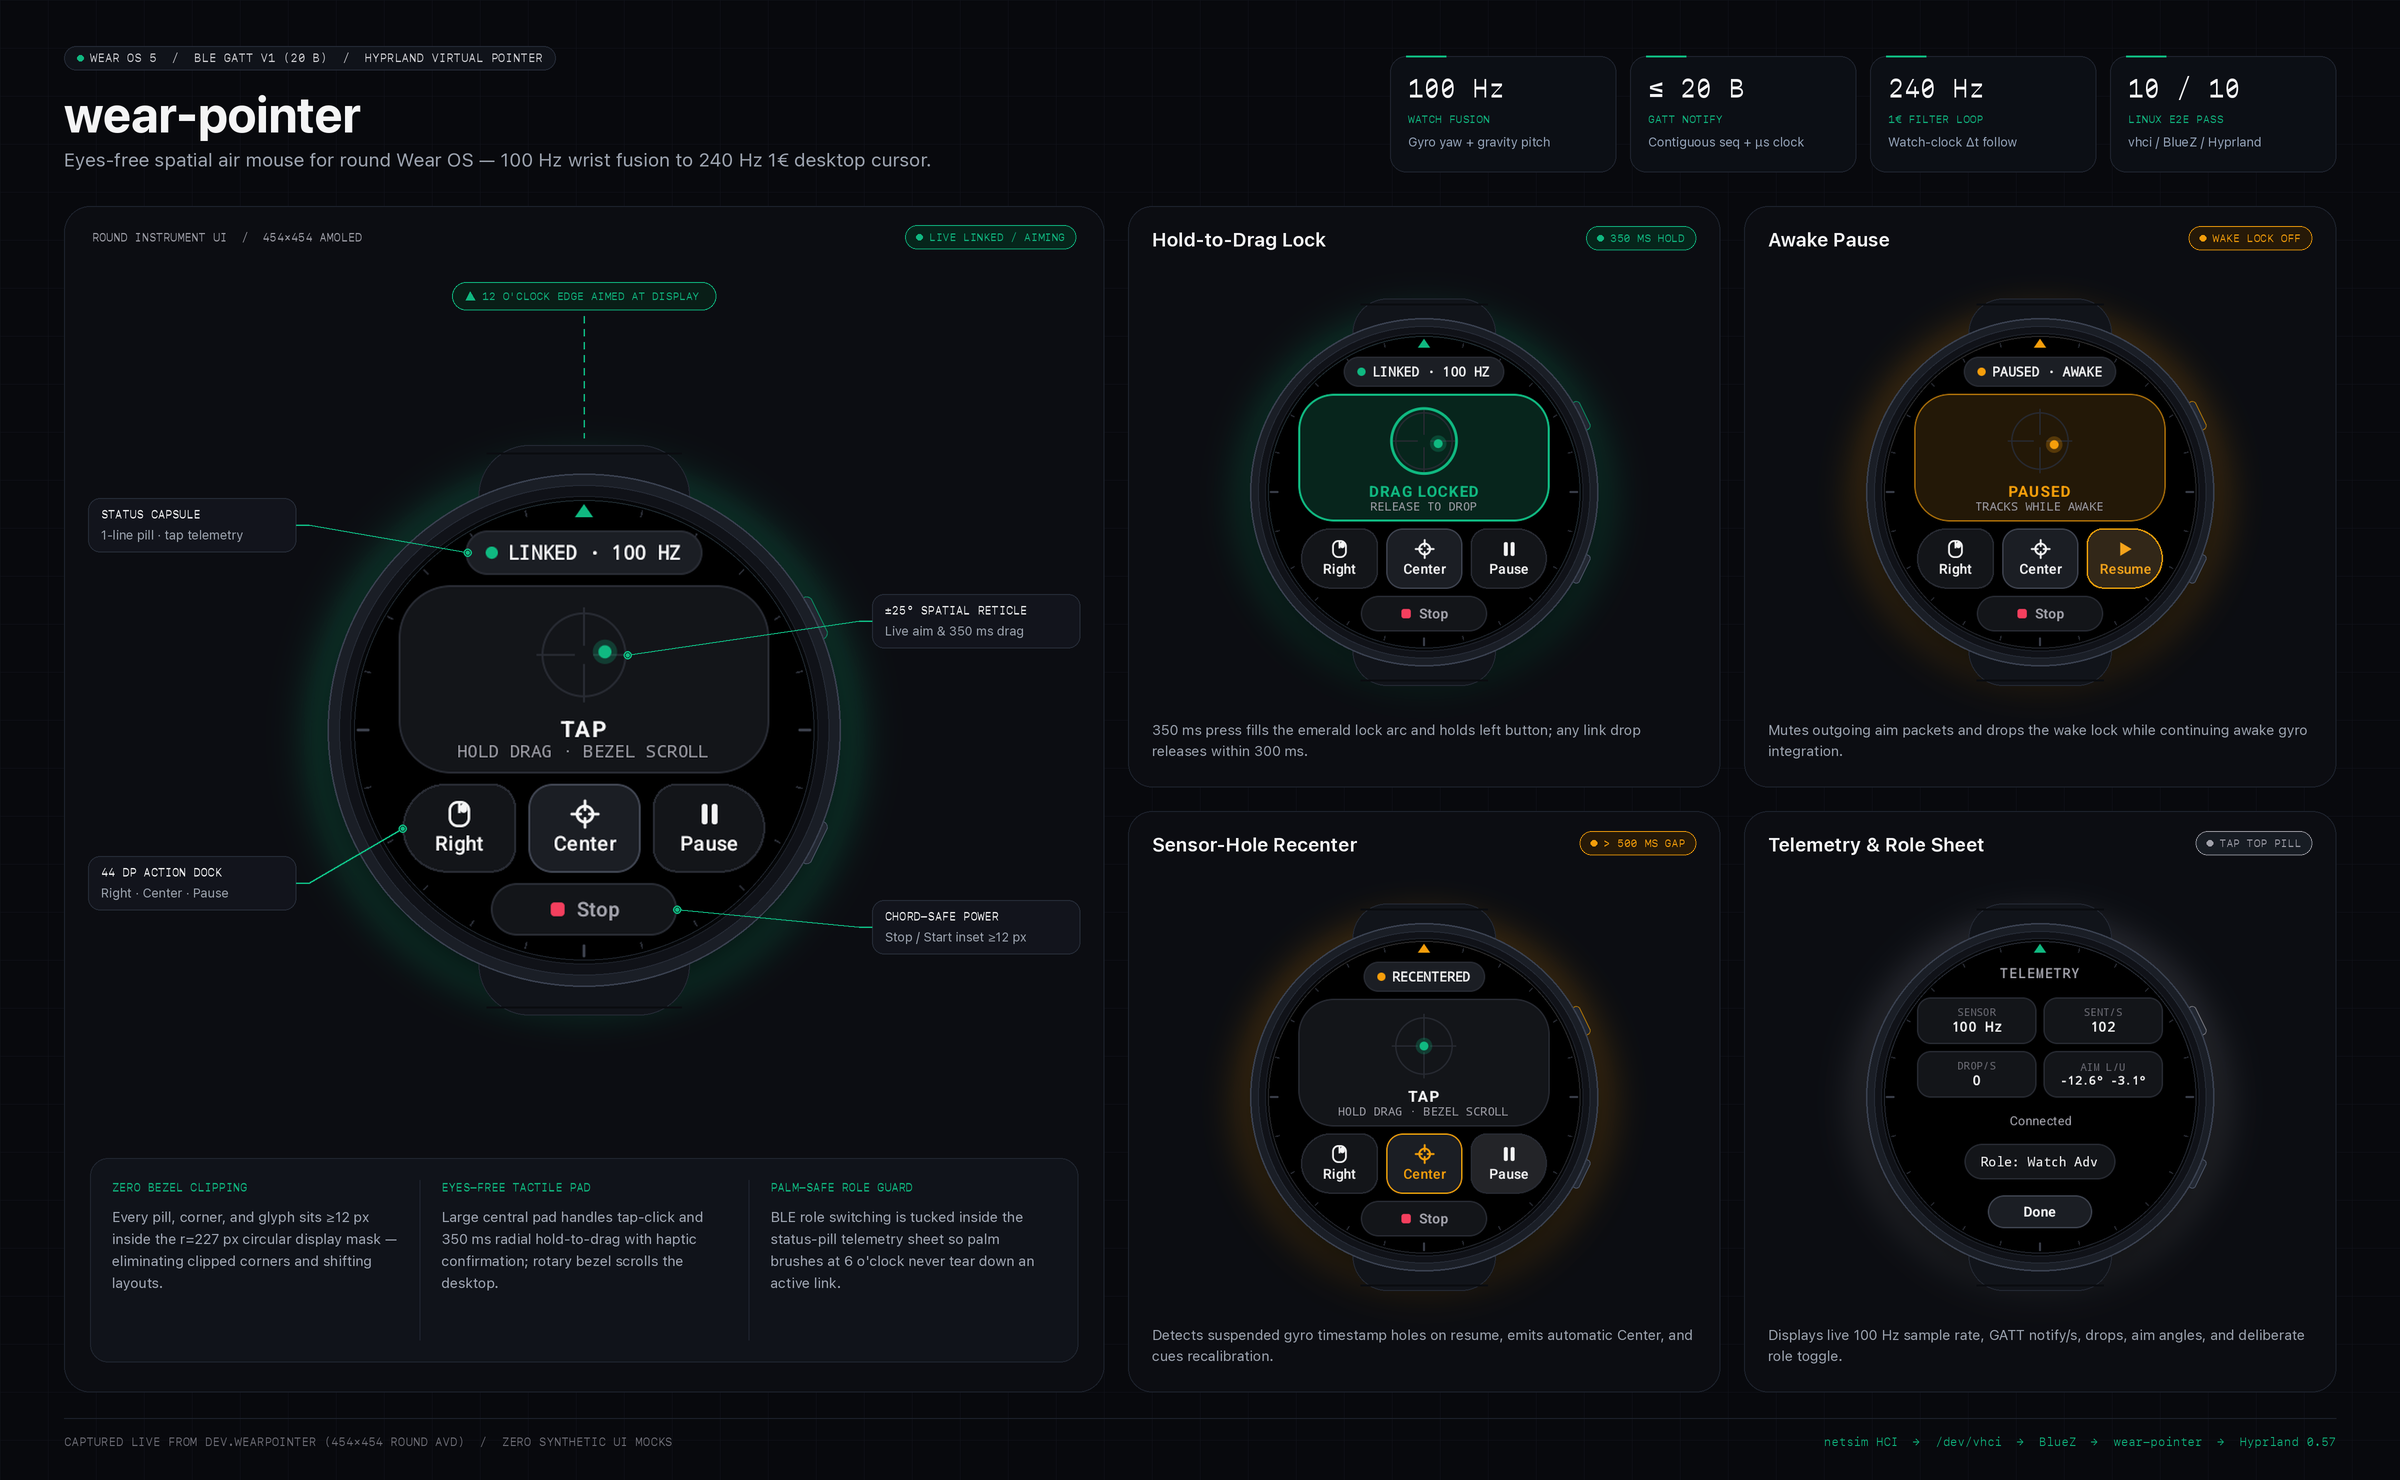 WEAR OS 5 / BLE GATT V1 (20 B) / HYPRLAND VIRTUAL POINTER
wear-pointer
Eyes-free spatial air mouse for round Wear OS — 100 Hz wrist fusion to 240 Hz 1€ desktop cursor.
100 Hz
WATCH FUSION
Gyro yaw + gravity pitch
≤ 20 B
GATT NOTIFY
Contiguous seq + µs clock
240 Hz
1€ FILTER LOOP
Watch-clock Δt follow
10 / 10
LINUX E2E PASS
vhci / BlueZ / Hyprland
ROUND INSTRUMENT UI / 454×454 AMOLED
LIVE LINKED / AIMING
12 O'CLOCK EDGE AIMED AT DISPLAY
STATUS CAPSULE
1-line pill · tap telemetry
LINKED · 100 HZ
±25° SPATIAL RETICLE
Live aim & 350 ms drag
TAP
HOLD DRAG · BEZEL SCROLL
Right
Center
Pause
44 DP ACTION DOCK
Right · Center · Pause
Stop
CHORD-SAFE POWER
Stop / Start inset ≥12 px
ZERO BEZEL CLIPPING
Every pill, corner, and glyph sits ≥12 px
inside the r=227 px circular display mask —
eliminating clipped corners and shifting
layouts.
EYES-FREE TACTILE PAD
Large central pad handles tap-click and
350 ms radial hold-to-drag with haptic
confirmation; rotary bezel scrolls the
desktop.
PALM-SAFE ROLE GUARD
BLE role switching is tucked inside the
status-pill telemetry sheet so palm
brushes at 6 o'clock never tear down an
active link.
Hold-to-Drag Lock
350 MS HOLD
LINKED · 100 HZ
DRAG LOCKED
RELEASE TO DROP
Right
Center
Pause
Stop
350 ms press fills the emerald lock arc and holds left button; any link drop
releases within 300 ms.
Awake Pause
WAKE LOCK OFF
PAUSED · AWAKE
PAUSED
TRACKS WHILE AWAKE
Right
Center
Resume
Stop
Mutes outgoing aim packets and drops the wake lock while continuing awake gyro
integration.
Sensor-Hole Recenter
> 500 MS GAP
RECENTERED
TAP
HOLD DRAG · BEZEL SCROLL
Right
Center
Pause
Stop
Detects suspended gyro timestamp holes on resume, emits automatic Center, and
cues recalibration.
Telemetry & Role Sheet
TAP TOP PILL
TELEMETRY
SENSOR
100 Hz
SENT/S
102
DROP/S
0
AIM L/U
-12.6° -3.1°
Connected
Role: Watch Adv
Done
Displays live 100 Hz sample rate, GATT notify/s, drops, aim angles, and deliberate
role toggle.
CAPTURED LIVE FROM DEV.WEARPOINTER (454×454 ROUND AVD) / ZERO SYNTHETIC UI MOCKS
netsim HCI → /dev/vhci → BlueZ → wear-pointer → Hyprland 0.57